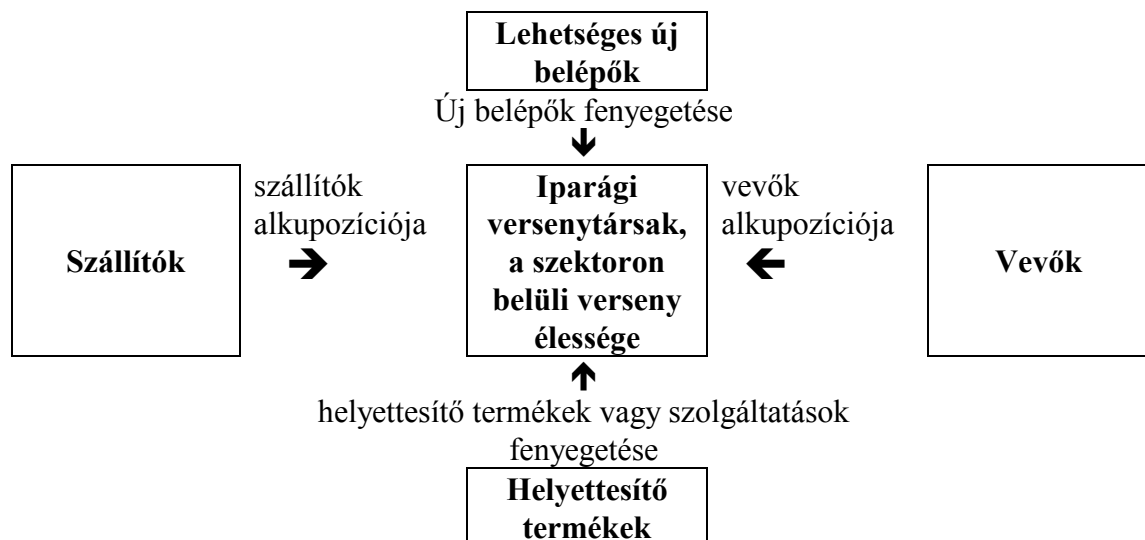 Lehetséges új
belépők
Új belépők fenyegetése
Szállítók
szállítók
alkupozíciója
Iparági
versenytársak,
a szektoron
belüli verseny
élessége
vevők
alkupozíciója
Vevők
helyettesítő termékek vagy szolgáltatások
fenyegetése
Helyettesítő
termékek